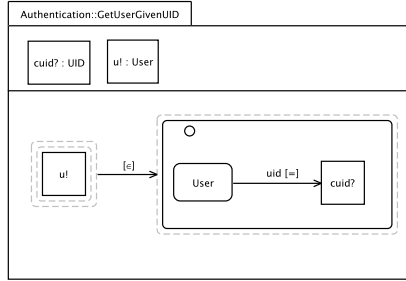 Authentication::GetUserGivenUID
cuid? : UID
u! : User
u!
[∈]
User
uid [=]
cuid?